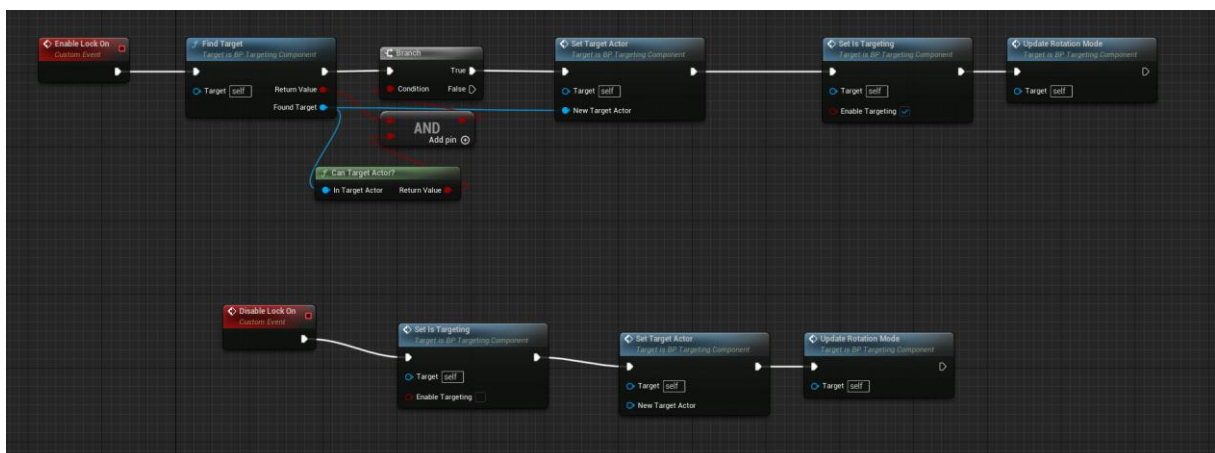 Enable Lock On
Custom Event
Find Target
Target is BP Targeting Component
Target self
Return Value
Found Target
Branch
True
Condition
False
AND
Add pin
Can Target Actor?
In Target Actor Return Value
Set Target Actor
Target is BP Targeting Component
Target self
New Target Actor
Set Is Targeting
Target is BP Targeting Component
Target self
Enable Targeting
Update Rotation Mode
Target is BP Targeting Component
Target self
Disable Lock On
Custom Event
Set Is Targeting
Target is BP Targeting Component
Target self
Enable Targeting
Set Target Actor
Target is BP Targeting Component
Target self
New Target Actor
Update Rotation Mode
Target is BP Targeting Component
Target self